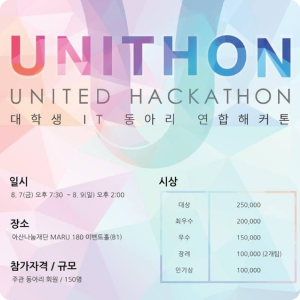 UNITHON
UNITED HACKATHON
대학생 IT 동아리 연합해커톤
일시
8. 7(금) 오후 7:30 ~ 8. 9(일) 오후 2:00
장소
아산나눔재단 MARU 180 이벤트홀(B1)
참가자격 / 규모
주관 동아리 회원 / 150명
시상
대상 250,000
최우수 200,000
우수 150,000
장려 100,000 (2개팀)
인기상 100,000